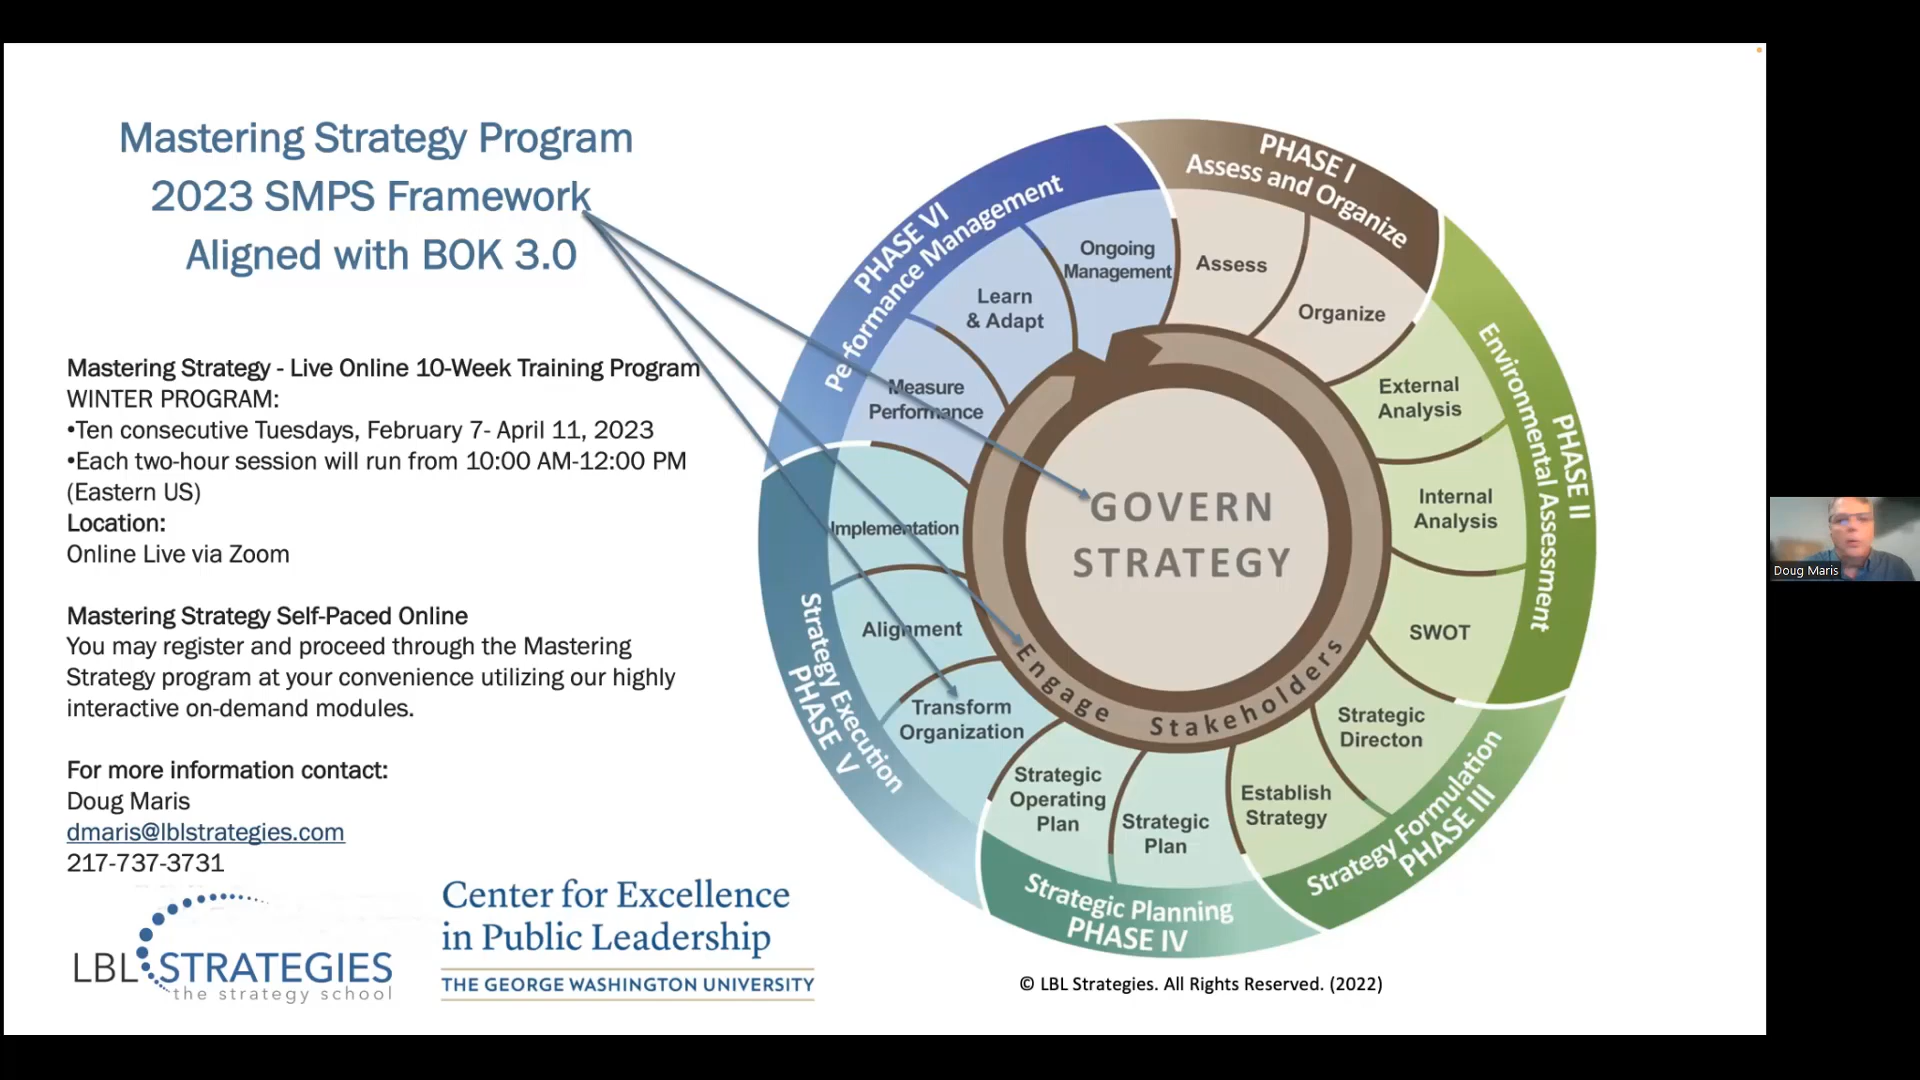 Mastering Strategy Program
2023 SMPS Framework
Aligned with BOK 3.0
Mastering Strategy - Live Online 10-Week Training Program
WINTER PROGRAM:
•Ten consecutive Tuesdays, February 7- April 11, 2023
•Each two-hour session will run from 10:00 AM-12:00 PM
(Eastern US)
Location:
Online Live via Zoom
Mastering Strategy Self-Paced Online
You may register and proceed through the Mastering
Strategy program at your convenience utilizing our highly
interactive on-demand modules.
For more information contact:
Doug Maris
dmaris@lblstrategies.com
217-737-3731
LBL STRATEGIES
the strategy school
Center for Excellence
in Public Leadership
THE GEORGE WASHINGTON UNIVERSITY
PHASE I
Assess and Organize
Assess
Organize
PHASE II
Environmental Assessment
External
Analysis
Internal
Analysis
SWOT
Strategy Formulation
PHASE III
Strategic
Directon
Establish
Strategy
Strategic Planning
PHASE IV
Strategic
Plan
Strategic
Operating
Plan
Strategy Execution
PHASE V
Transform
Organization
Alignment
Implementation
PHASE VI
Performance Management
Measure
Performance
Learn
& Adapt
Ongoing
Management
GOVERN
STRATEGY
Engage Stakeholders
© LBL Strategies. All Rights Reserved. (2022)
Doug Maris